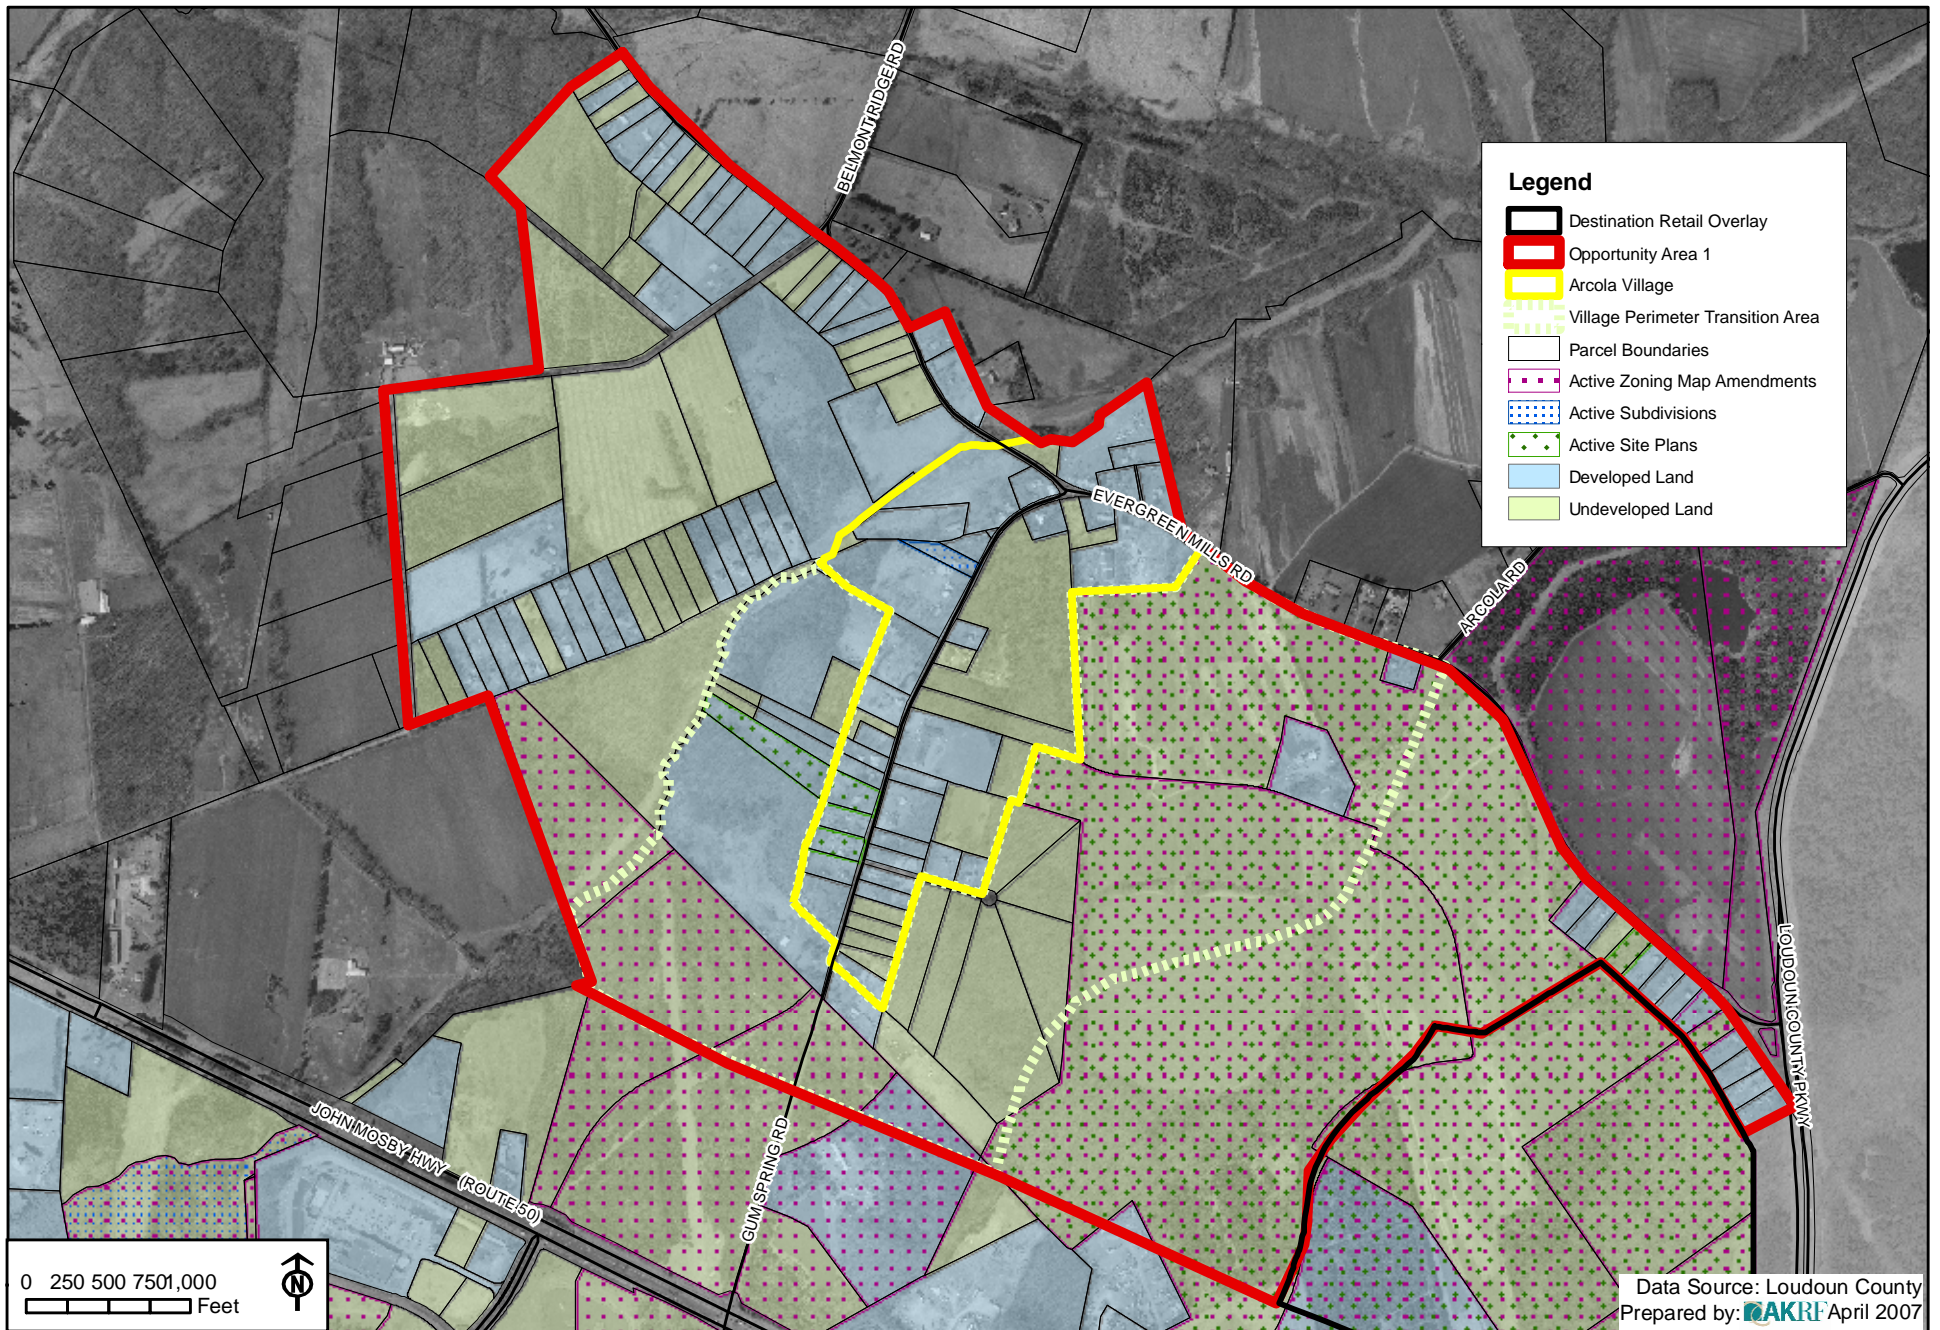 BELMONT RIDGE RD
Legend
Destination Retail Overlay
Opportunity Area 1
Arcola Village
Village Perimeter Transition Area
Parcel Boundaries
Active Zoning Map Amendments
Active Subdivisions
Active Site Plans
Developed Land
Undeveloped Land
EVERGREEN MILLS RD
ARCOLA RD
LOUDOUN COUNTY PKWY
JOHN MOSBY HWY (ROUTE 50)
GUM SPRING RD
0 250 500 7501,000
Feet
N
Data Source: Loudoun County
Prepared by: AKRF April 2007